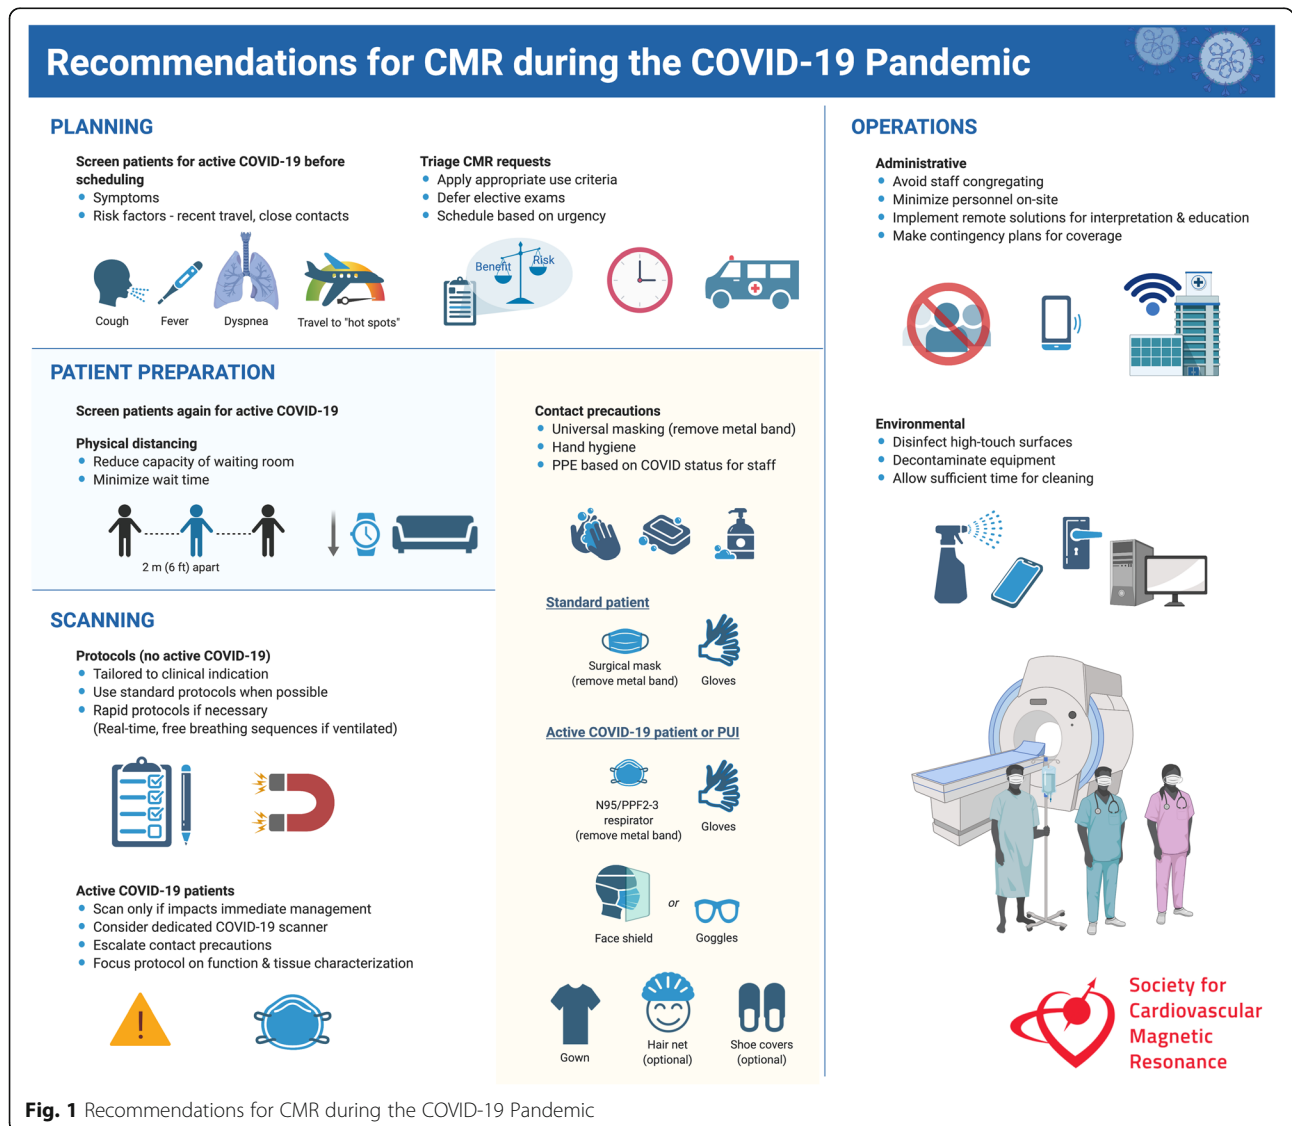 Recommendations for CMR during the COVID-19 Pandemic
PLANNING
Screen patients for active COVID-19 before
scheduling
• Symptoms
• Risk factors - recent travel, close contacts
Cough
Fever
Dyspnea
Travel to "hot spots"
Triage CMR requests
• Apply appropriate use criteria
• Defer elective exams
• Schedule based on urgency
Benefit
Risk
PATIENT PREPARATION
Screen patients again for active COVID-19
Physical distancing
• Reduce capacity of waiting room
• Minimize wait time
2 m (6 ft) apart
Contact precautions
• Universal masking (remove metal band)
• Hand hygiene
• PPE based on COVID status for staff
Standard patient
Surgical mask
(remove metal band)
Gloves
Active COVID-19 patient or PUI
N95/PPF2-3
respirator
(remove metal band)
Gloves
Face shield
or
Goggles
Gown
Hair net
(optional)
Shoe covers
(optional)
SCANNING
Protocols (no active COVID-19)
• Tailored to clinical indication
• Use standard protocols when possible
• Rapid protocols if necessary
(Real-time, free breathing sequences if ventilated)
Active COVID-19 patients
• Scan only if impacts immediate management
• Consider dedicated COVID-19 scanner
• Escalate contact precautions
• Focus protocol on function & tissue characterization
OPERATIONS
Administrative
• Avoid staff congregating
• Minimize personnel on-site
• Implement remote solutions for interpretation & education
• Make contingency plans for coverage
Environmental
• Disinfect high-touch surfaces
• Decontaminate equipment
• Allow sufficient time for cleaning
Society for
Cardiovascular
Magnetic
Resonance
Fig. 1 Recommendations for CMR during the COVID-19 Pandemic